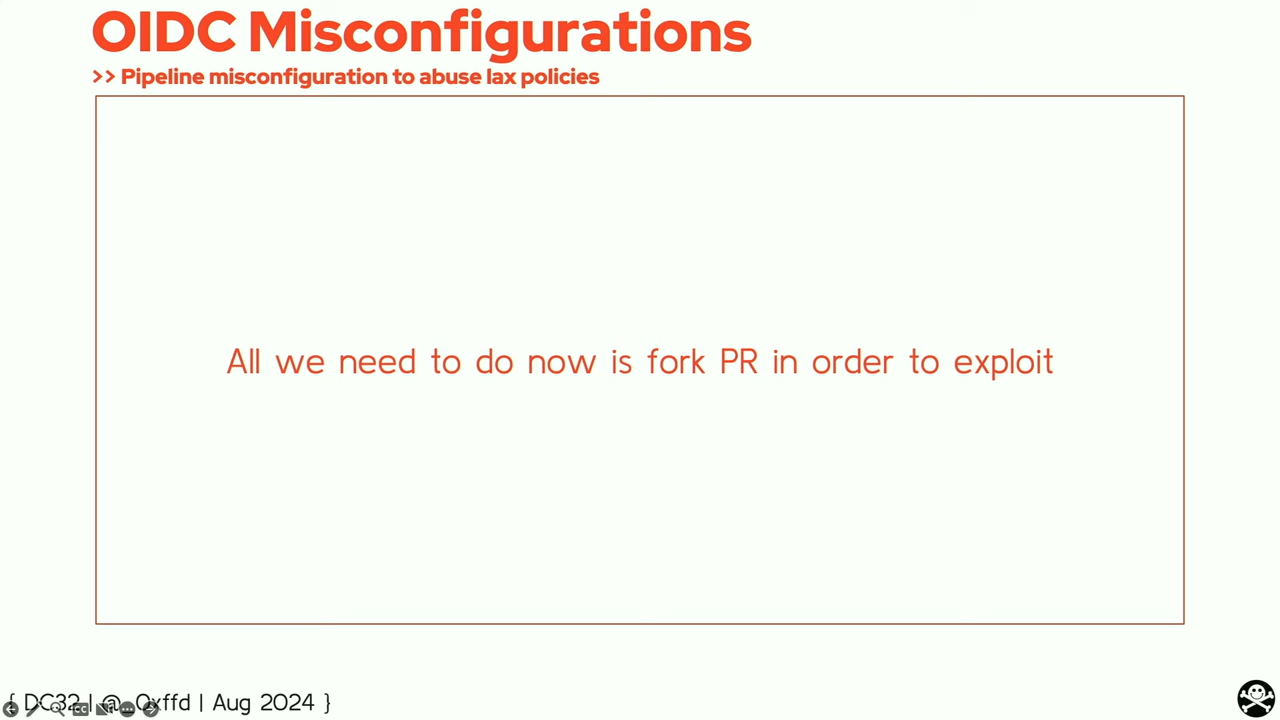 OIDC Misconfigurations
>> Pipeline misconfiguration to abuse lax policies
All we need to do now is fork PR in order to exploit
{ DC32 | @_0xffd | Aug 2024 }